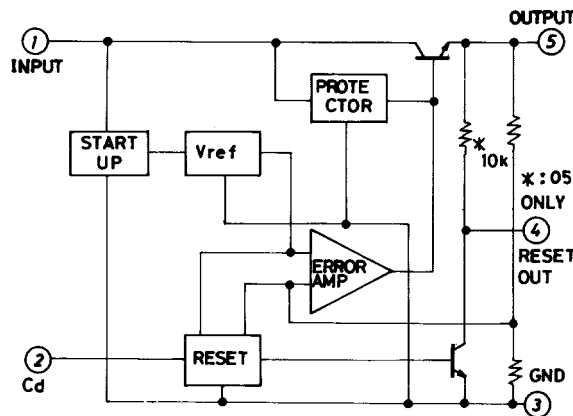 OUTPUT
1
5
INPUT
PROTE
CTOR
START
UP
Vref
*
10k
*:05
ONLY
4
RESET
OUT
ERROR
AMP
2
Cd
RESET
GND
3